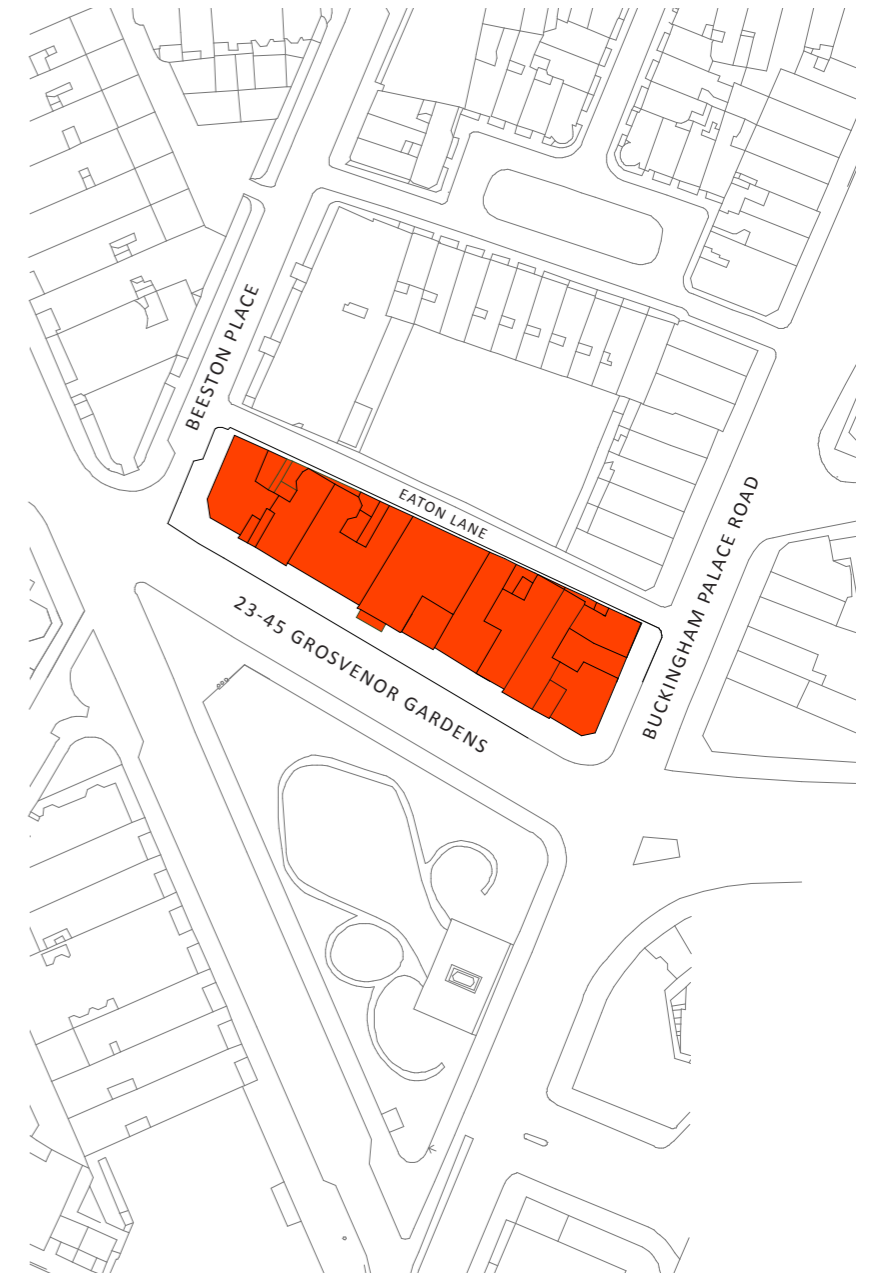 BEESTON PLACE
EATON LANE
BUCKINGHAM PALACE ROAD
23-45 GROSVENOR GARDENS